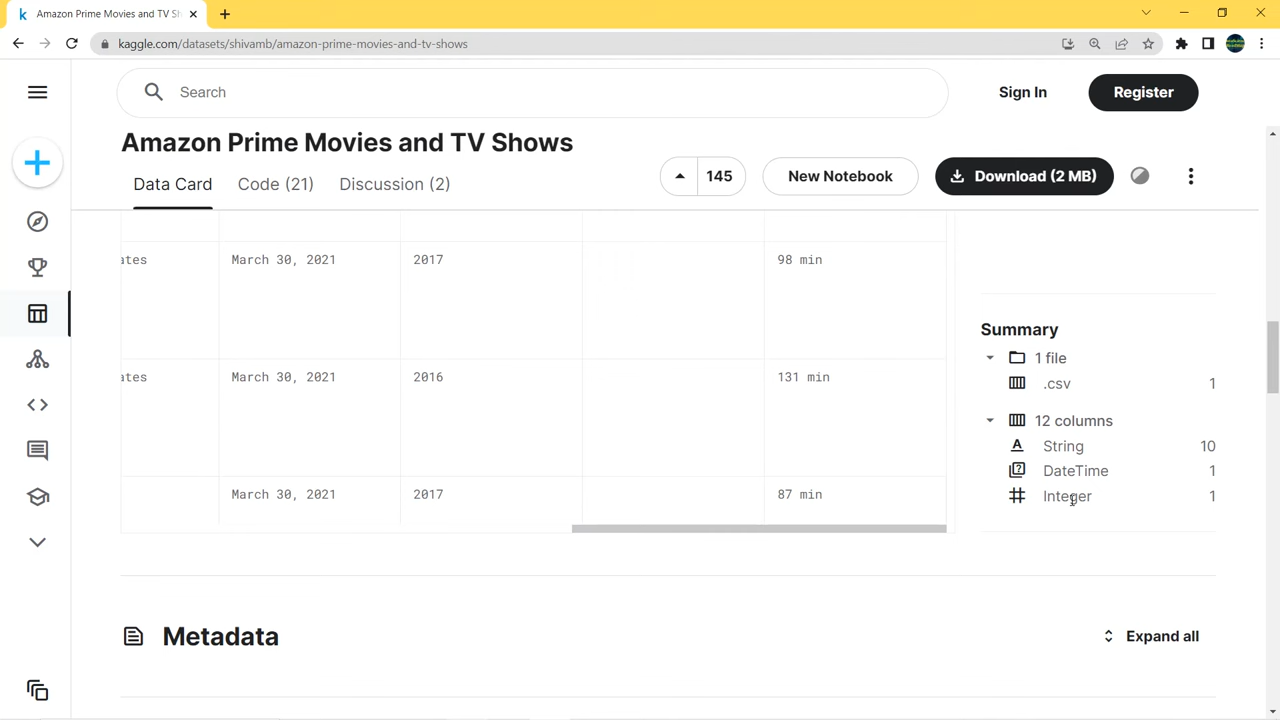 Amazon Prime Movies and TV Sh
kaggle.com/datasets/shivamb/amazon-prime-movies-and-tv-shows
Search
Sign In
Register
Amazon Prime Movies and TV Shows
Data Card
Code (21)
Discussion (2)
145
New Notebook
Download (2 MB)
ates March 30, 2021 2017 98 min
ates March 30, 2021 2016 131 min
March 30, 2021 2017 87 min
Summary
1 file
.csv 1
12 columns
String 10
DateTime 1
Integer 1
Metadata
Expand all